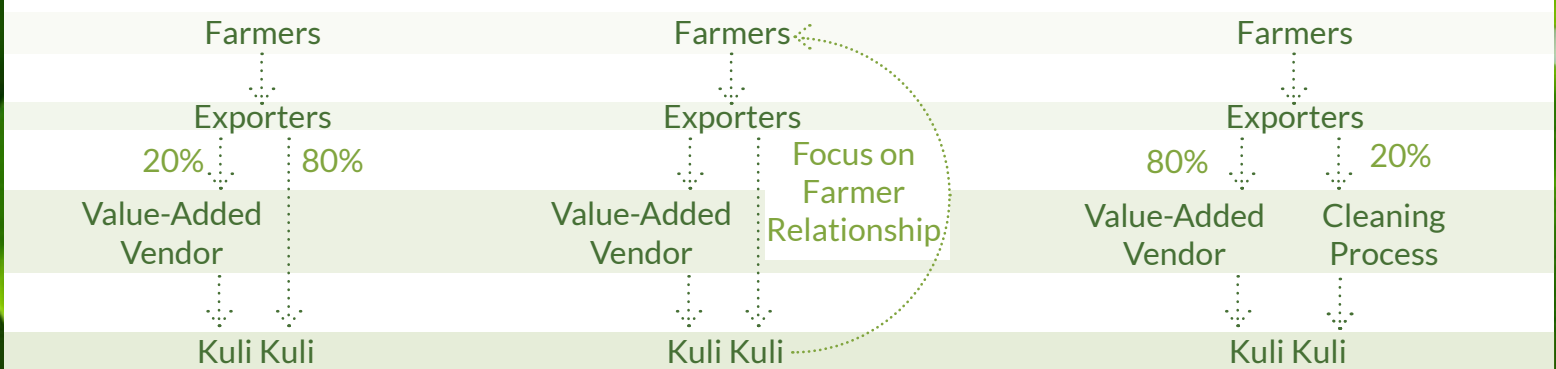 Farmers
Exporters
20%
80%
Value-Added
Vendor
Kuli Kuli
Farmers
Exporters
Focus on
Farmer
Relationship
Value-Added
Vendor
Kuli Kuli
Farmers
Exporters
80%
20%
Value-Added
Vendor
Cleaning
Process
Kuli Kuli